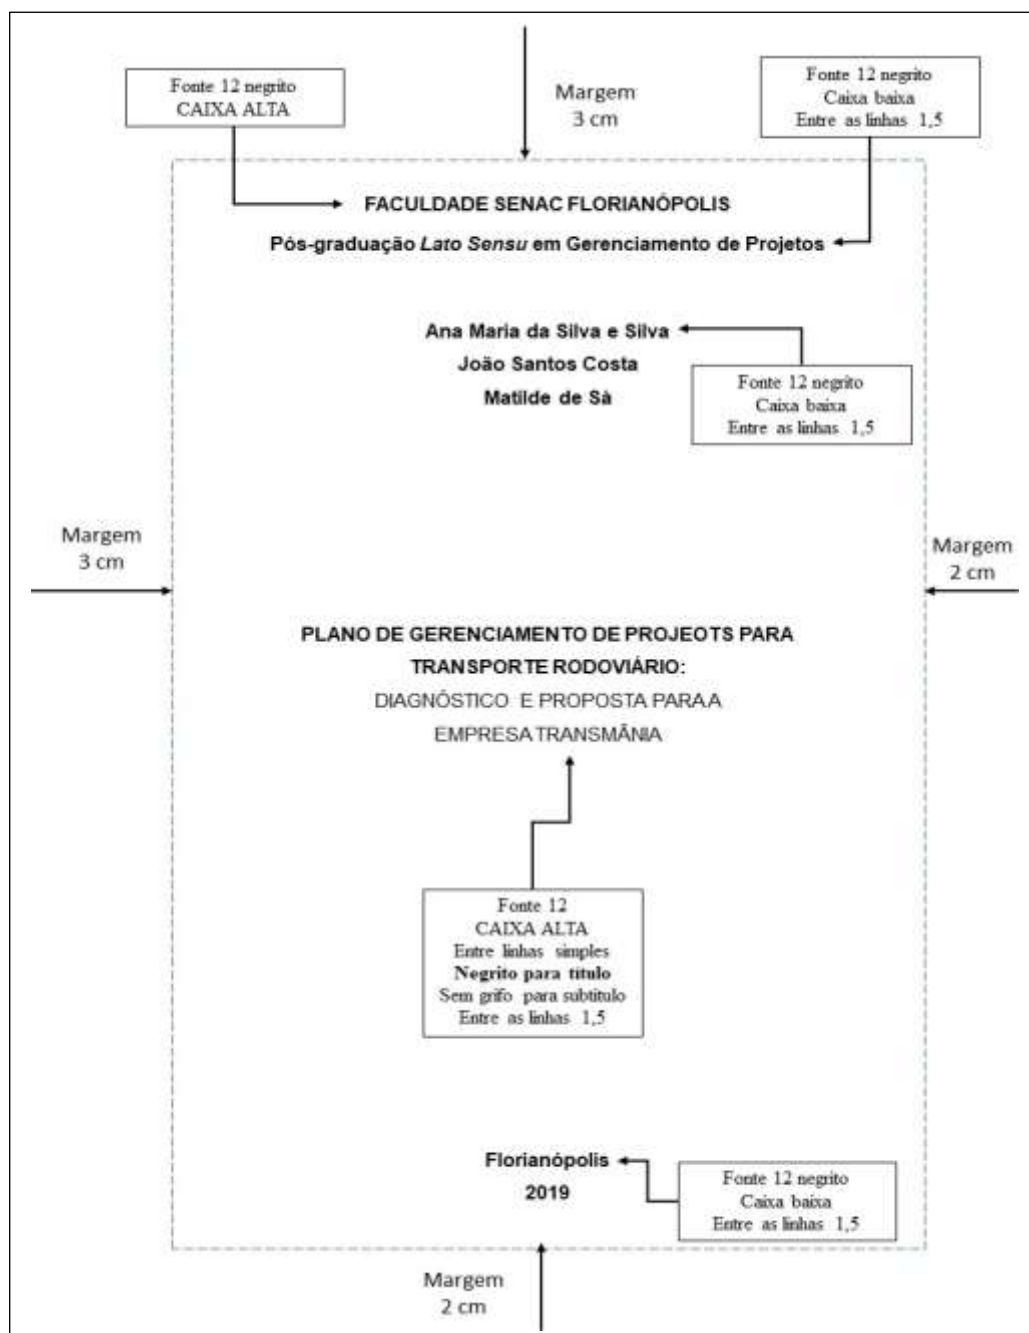 Fonte 12 negrito
CAIXA ALTA
Margem
3 cm
Fonte 12 negrito
Caixa baixa
Entre as linhas 1,5
FACULDADE SENAC FLORIANÓPOLIS
Pós-graduação Lato Sensu em Gerenciamento de Projetos
Ana Maria da Silva e Silva
João Santos Costa
Matilde de Sà
Fonte 12 negrito
Caixa baixa
Entre as linhas 1,5
Margem
3 cm
Margem
2 cm
PLANO DE GERENCIAMENTO DE PROJEOTS PARA
TRANSPORTE RODOVIÁRIO:
DIAGNÓSTICO E PROPOSTA PARA A
EMPRESA TRANSMÂNIA
Fonte 12
CAIXA ALTA
Entre linhas simples
Negrito para titulo
Sem grifo para subtitulo
Entre as linhas 1,5
Florianópolis
2019
Fonte 12 negrito
Caixa baixa
Entre as linhas 1,5
Margem
2 cm